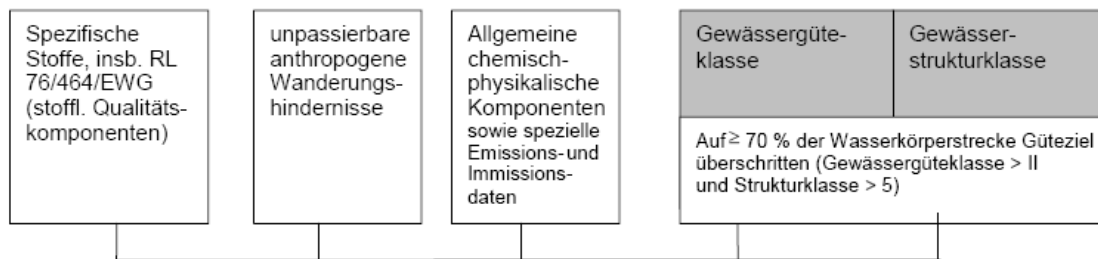 Spezifische
Stoffe, insb. RL
76/464/EWG
(stoffl. Qualitäts-
komponenten)
unpassierbare
anthropogene
Wanderungs-
hindernisse
Allgemeine
chemisch-
physikalische
Komponenten
sowie spezielle
Emissions- und
Immissions-
daten
Gewässergüte-
klasse
Gewässer-
strukturklasse
Auf ≥ 70 % der Wasserkörperstrecke Güteziel
überschritten (Gewässergüteklasse > II
und Strukturklasse > 5)